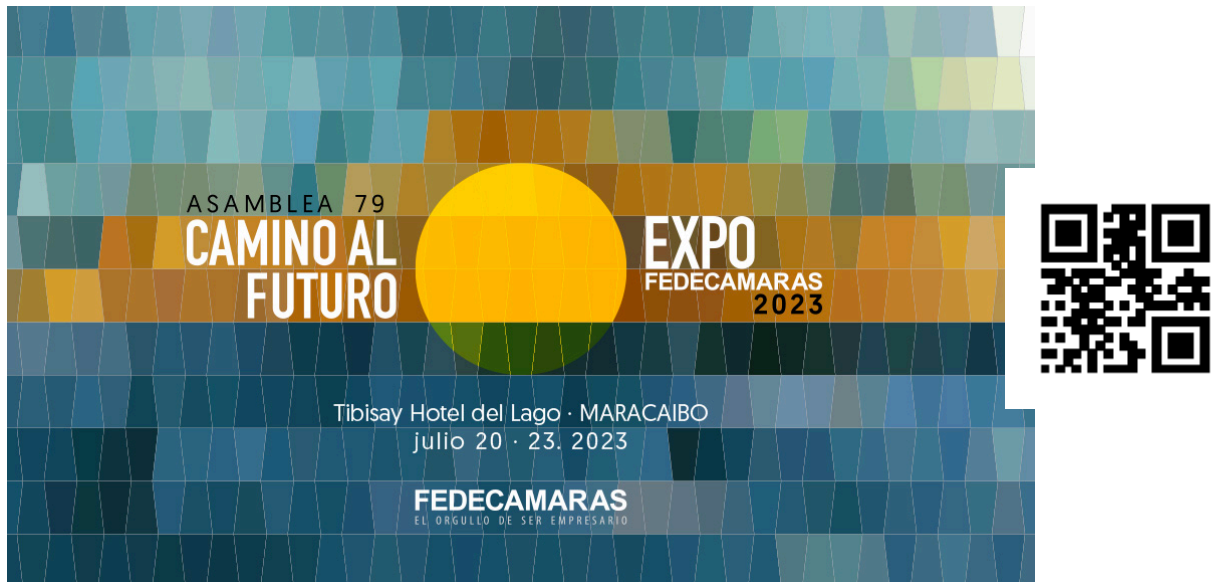 ASAMBLEA 79
CAMINO AL
FUTURO
EXPO
FEDECAMARAS
2023
Tibisay Hotel del Lago · MARACAIBO
julio 20 · 23. 2023
FEDECAMARAS
EL ORGULLO DE SER EMPRESARIO